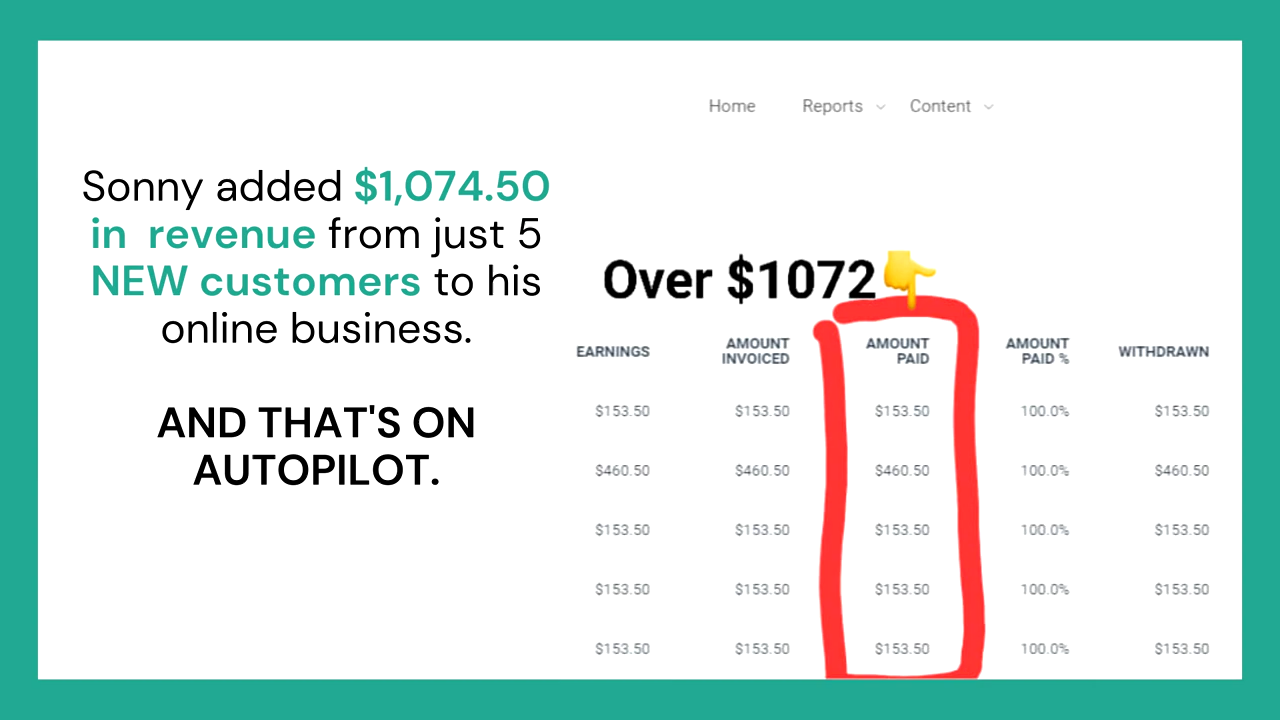 Home Reports Content
Sonny added $1,074.50
in revenue from just 5
NEW customers to his
online business.
AND THAT'S ON
AUTOPILOT.
Over $1072
EARNINGS AMOUNT INVOICED AMOUNT PAID AMOUNT PAID % WITHDRAWN
$153.50 $153.50 $153.50 100.0% $153.50
$460.50 $460.50 $460.50 100.0% $460.50
$153.50 $153.50 $153.50 100.0% $153.50
$153.50 $153.50 $153.50 100.0% $153.50
$153.50 $153.50 $153.50 100.0% $153.50